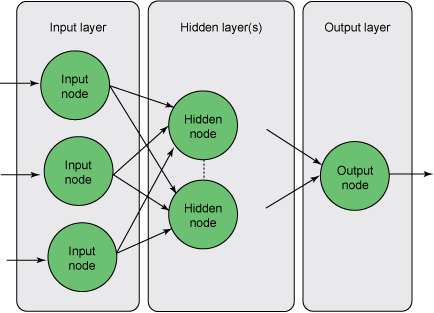 Input layer
Hidden layer(s)
Output layer
Input
node
Input
node
Input
node
Hidden
node
Hidden
node
Output
node